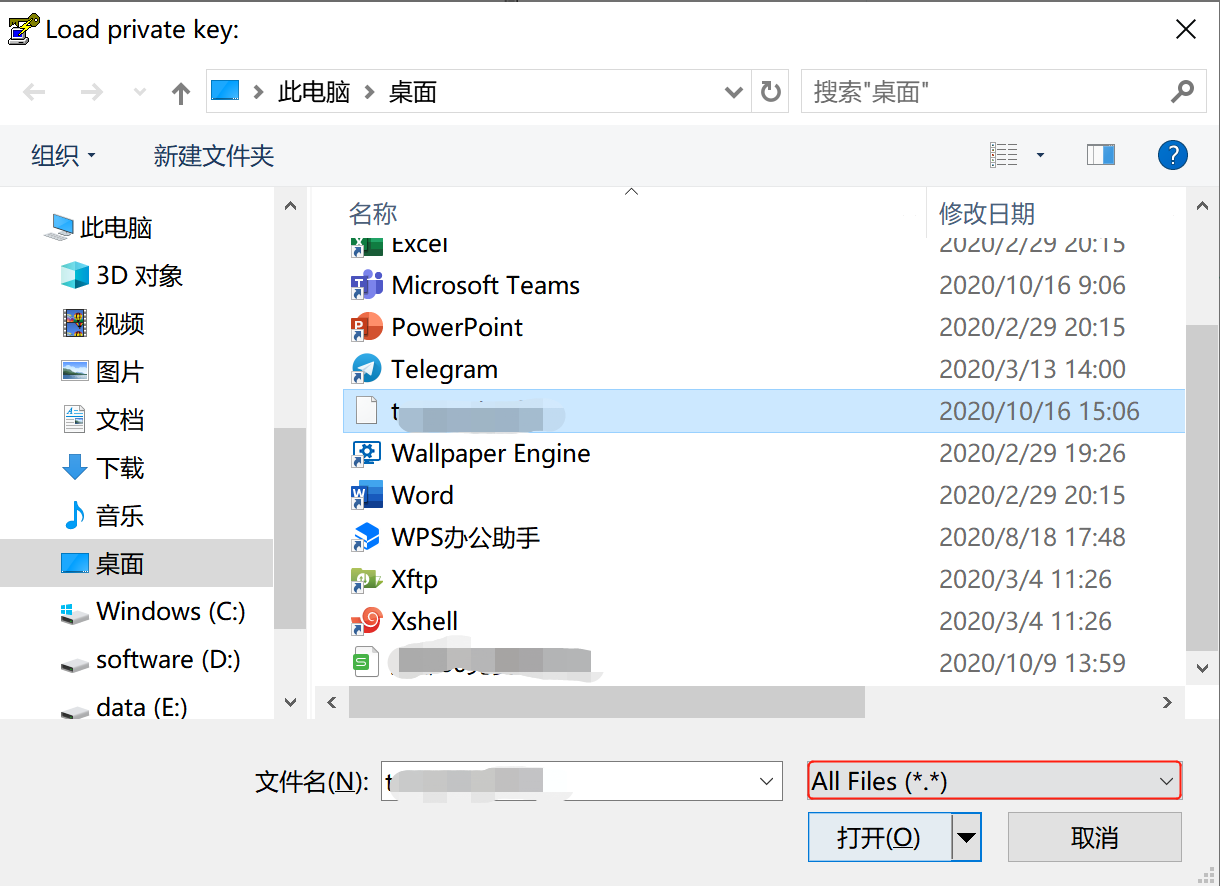 Load private key:
此电脑 桌面
搜索"桌面"
组织 新建文件夹
?
此电脑
3D 对象
视频
图片
文档
下载
音乐
桌面
Windows (C:)
software (D:)
data (E:)
名称 修改日期
Excel 2020/2/29 20:15
Microsoft Teams 2020/10/16 9:06
PowerPoint 2020/2/29 20:15
Telegram 2020/3/13 14:00
t 2020/10/16 15:06
Wallpaper Engine 2020/2/29 19:26
Word 2020/2/29 20:15
WPS办公助手 2020/8/18 17:48
Xftp 2020/3/4 11:26
Xshell 2020/3/4 11:26
2020/10/9 13:59
文件名(N): t
All Files (*.*)
打开(O) 取消